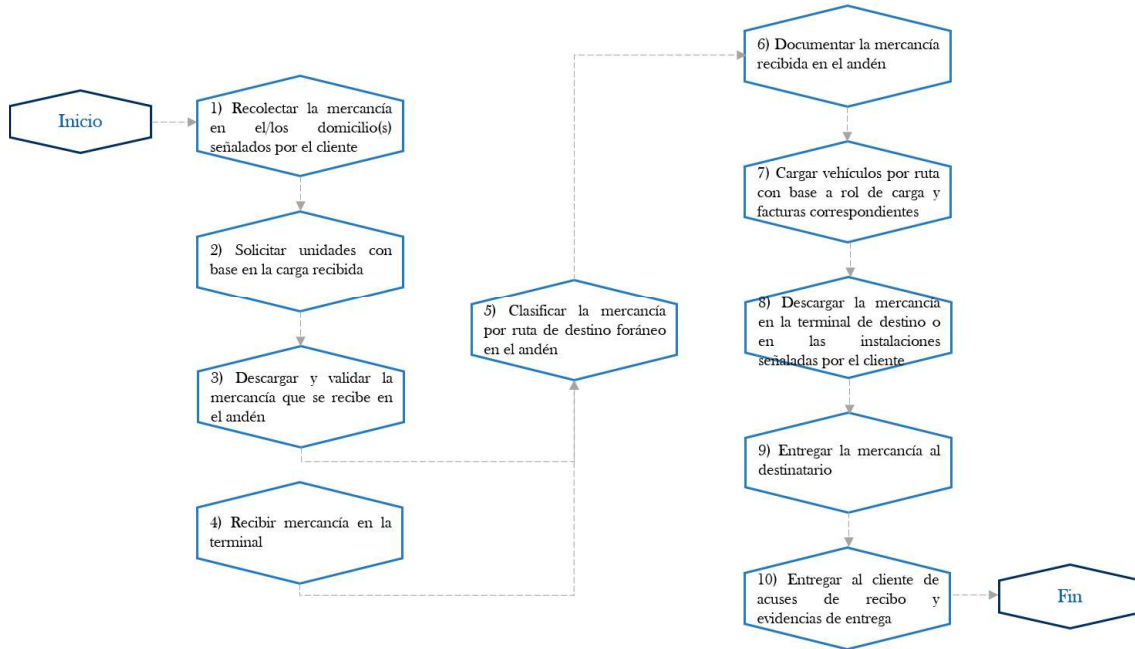 Inicio
1) Recolectar la mercancía
en el/los domicilio(s)
señalados por el cliente
2) Solicitar unidades con
base en la carga recibida
3) Descargar y validar la
mercancía que se recibe en
el andén
4) Recibir mercancía en la
terminal
5) Clasificar la mercancía
por ruta de destino foráneo
en el andén
6) Documentar la mercancía
recibida en el andén
7) Cargar vehículos por ruta
con base a rol de carga y
facturas correspondientes
8) Descargar la mercancía
en la terminal de destino o
en las instalaciones
señaladas por el cliente
9) Entregar la mercancía al
destinatario
10) Entregar al cliente de
acuses de recibo y
evidencias de entrega
Fin